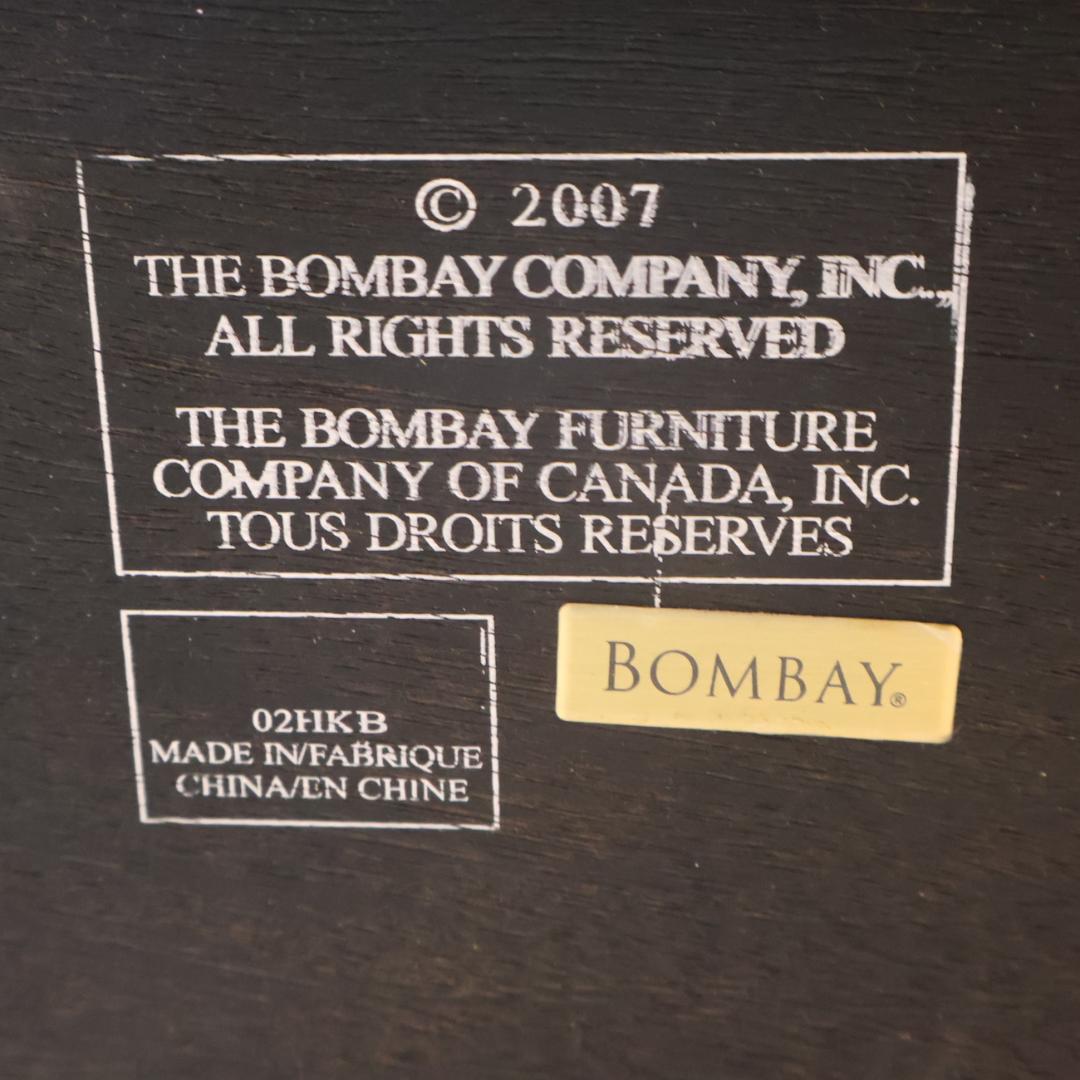 © 2007
THE BOMBAY COMPANY, INC.,
ALL RIGHTS RESERVED
THE BOMBAY FURNITURE
COMPANY OF CANADA, INC.
TOUS DROITS RESERVES
BOMBAY®
02HKB
MADE IN/FABRIQUE
CHINA/EN CHINE